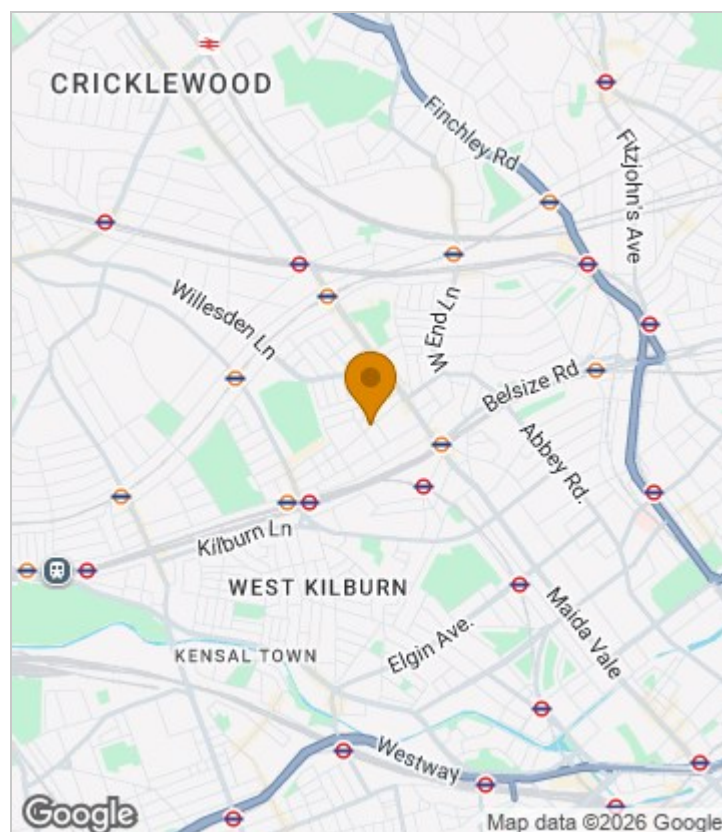 CRICKLEWOOD
Finchley Rd
Fitzjohn's Ave
Willesden Ln
W End Ln
Belsize Rd
Abbey Rd.
Kilburn Ln
WEST KILBURN
Maida Vale
Elgin Ave.
KENSAL TOWN
Westway
Google
Map data ©2026 Google